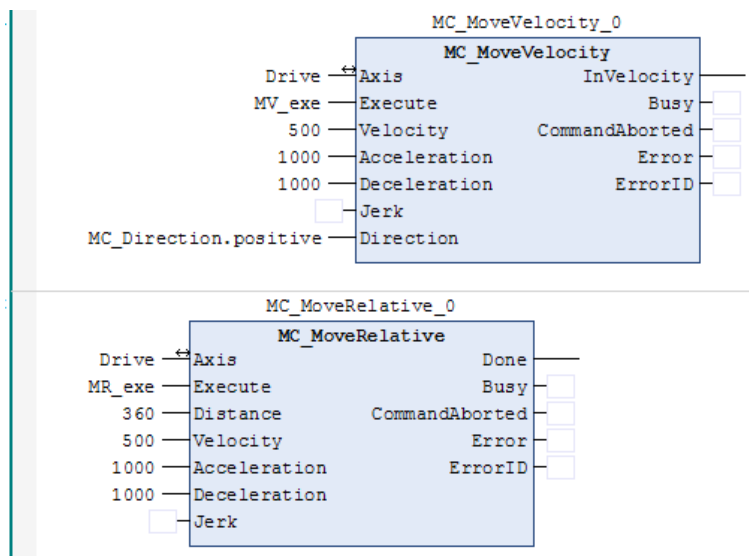 MC_MoveVelocity_0
MC_MoveVelocity
Drive Axis InVelocity
MV_exe Execute Busy
500 Velocity CommandAborted
1000 Acceleration Error
1000 Deceleration ErrorID
Jerk
MC_Direction.positive Direction
MC_MoveRelative_0
MC_MoveRelative
Drive Axis Done
MR_exe Execute Busy
360 Distance CommandAborted
500 Velocity Error
1000 Acceleration ErrorID
1000 Deceleration
Jerk